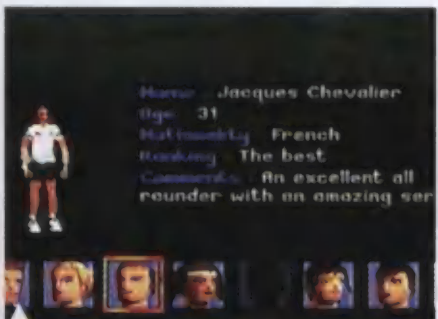 Name Jacques Chevalier
Age 31
Nationality French
Ranking The best
Comments An excellent all
rounder with an amazing ser